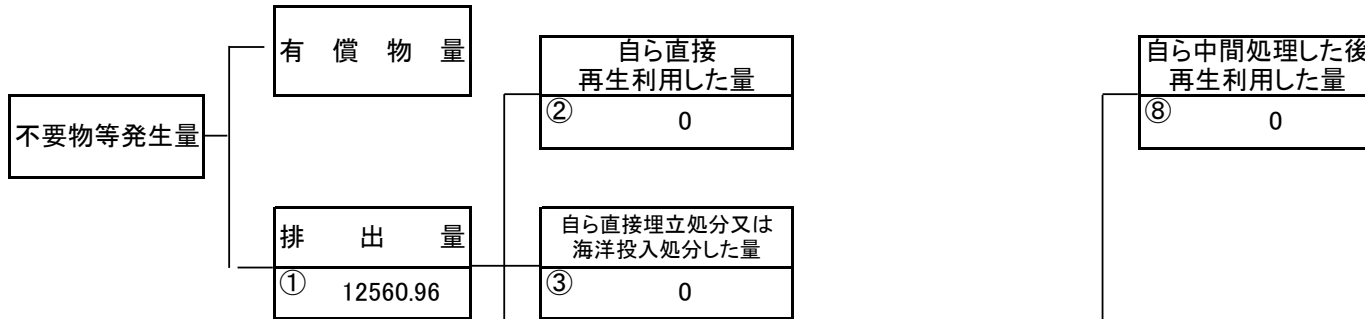 有償物量
自ら直接
再生利用した量
② 0
自ら中間処理した後
再生利用した量
⑧ 0
不要物等発生量
排出量
① 12560.96
自ら直接埋立処分又は
海洋投入処分した量
③ 0